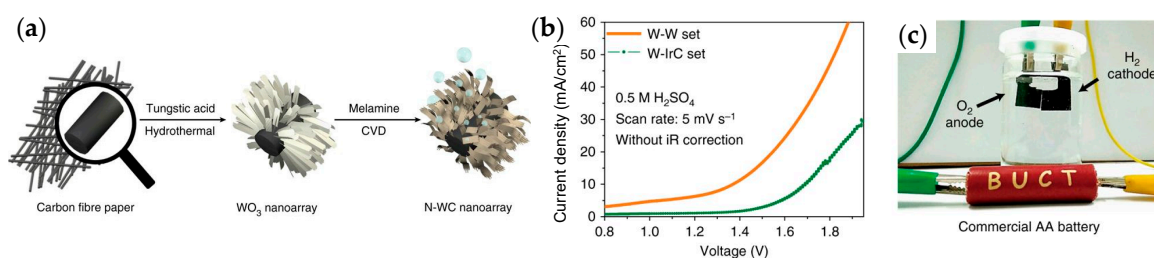 (a)
Tungstic acid
Hydrothermal
Melamine
CVD
Carbon fibre paper
WO₃ nanoarray
N-WC nanoarray
(b)
Current density (mA/cm²)
60
50
40
30
20
10
0
W-W set
W-IrC set
0.5 M H₂SO₄
Scan rate: 5 mV s⁻¹
Without iR correction
0.8 1.0 1.2 1.4 1.6 1.8
Voltage (V)
(c)
H₂
cathode
O₂
anode
BUCT
Commercial AA battery